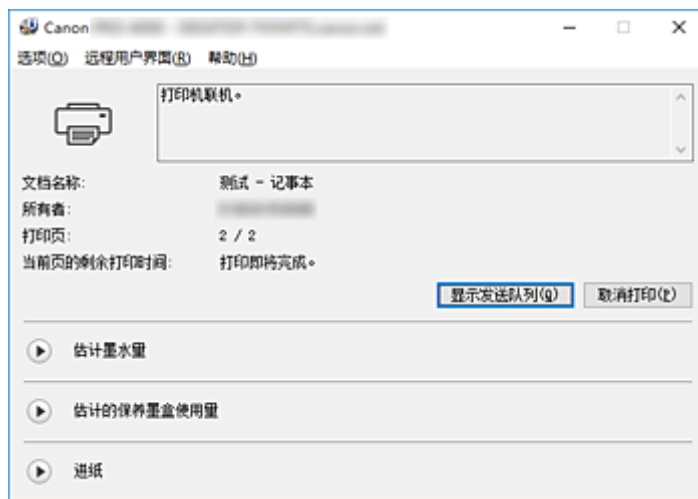 Canon
选项(O) 远程用户界面(R) 帮助(H)
打印机联机。
文档名称: 测试 - 记事本
所有者:
打印页: 2 / 2
当前页的剩余打印时间: 打印即将完成。
显示发送队列(Q) 取消打印(P)
估计墨水量
估计的保养墨盒使用量
进纸